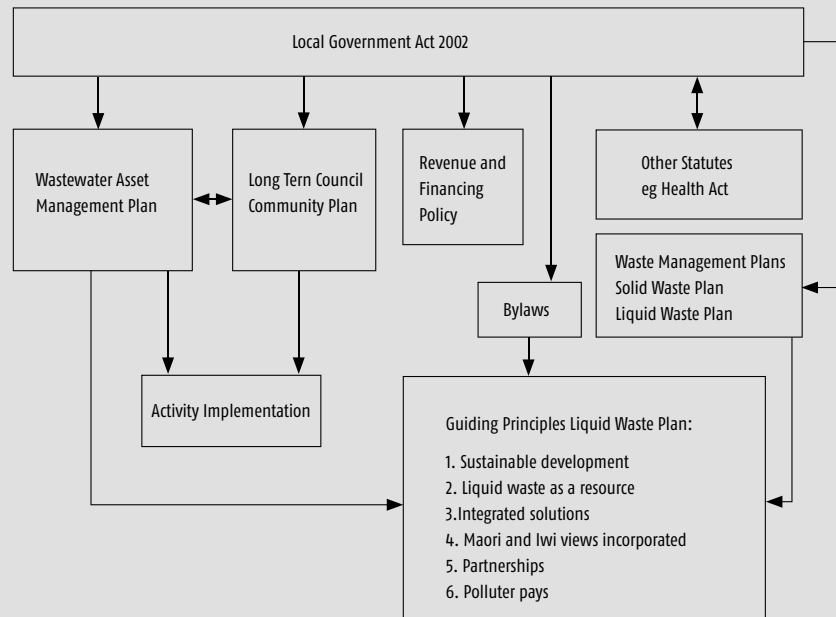 Local Government Act 2002
Wastewater Asset
Management Plan
Long Tern Council
Community Plan
Revenue and
Financing
Policy
Other Statutes
eg Health Act
Waste Management Plans
Solid Waste Plan
Liquid Waste Plan
Bylaws
Activity Implementation
Guiding Principles Liquid Waste Plan:
1. Sustainable development
2. Liquid waste as a resource
3.Integrated solutions
4. Maori and Iwi views incorporated
5. Partnerships
6. Polluter pays